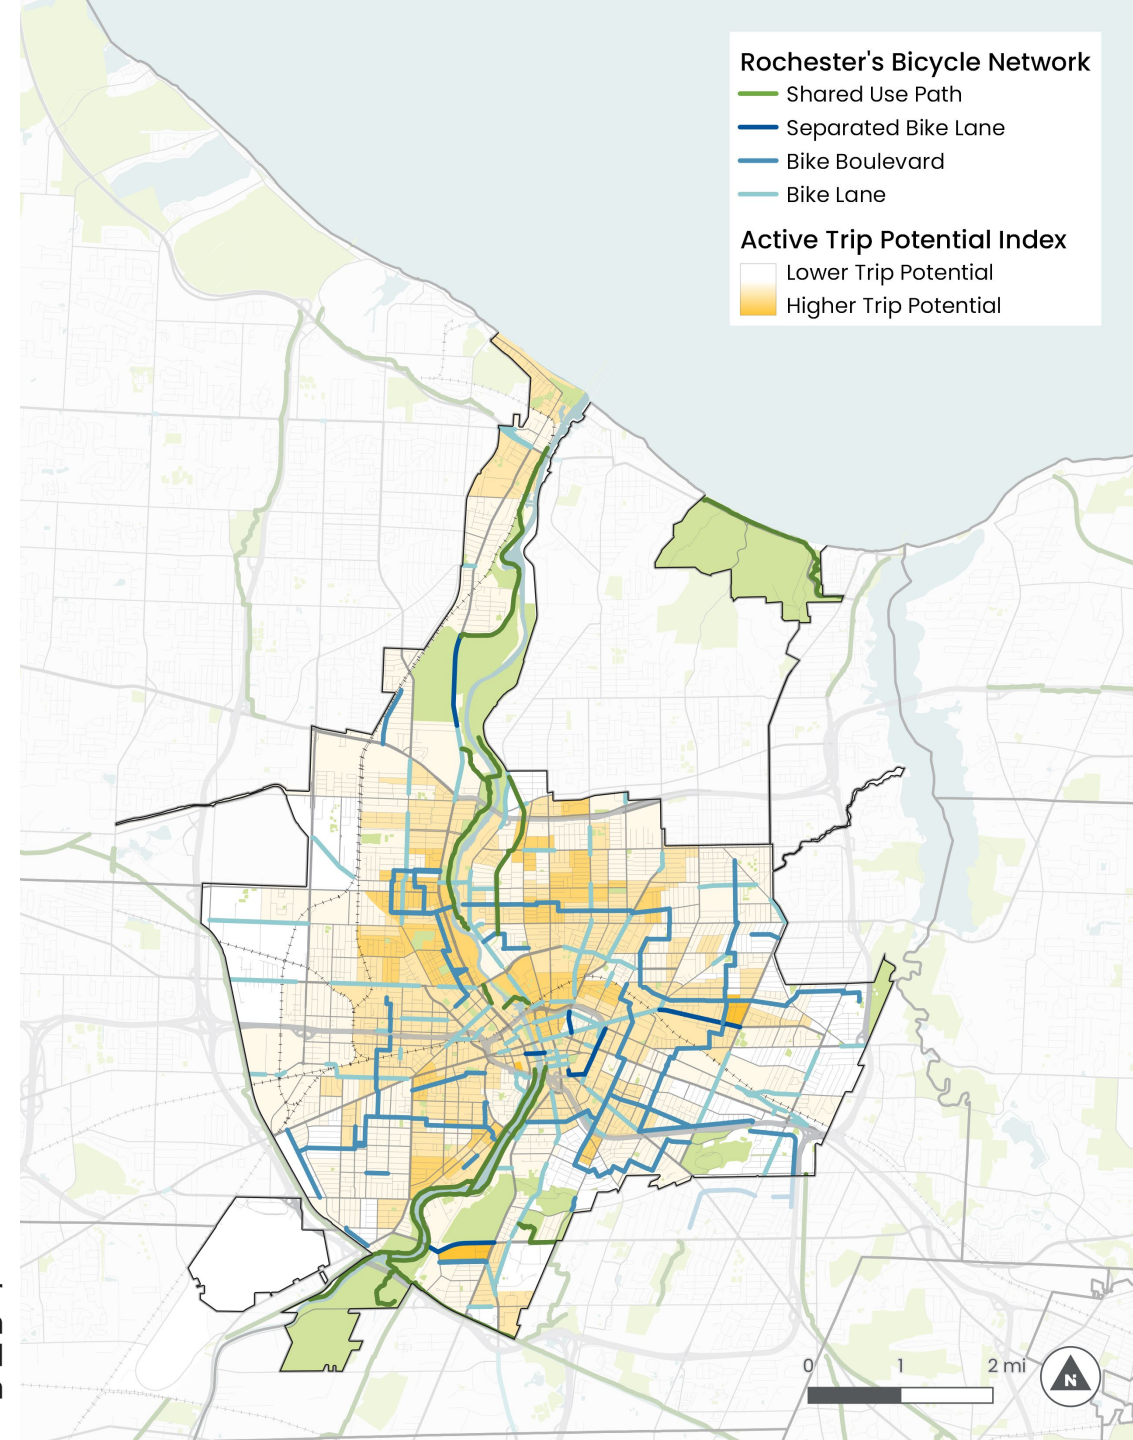 Rochester's Bicycle Network
Shared Use Path
Separated Bike Lane
Bike Boulevard
Bike Lane
Active Trip Potential Index
Lower Trip Potential
Higher Trip Potential
0 1 2 mi
N